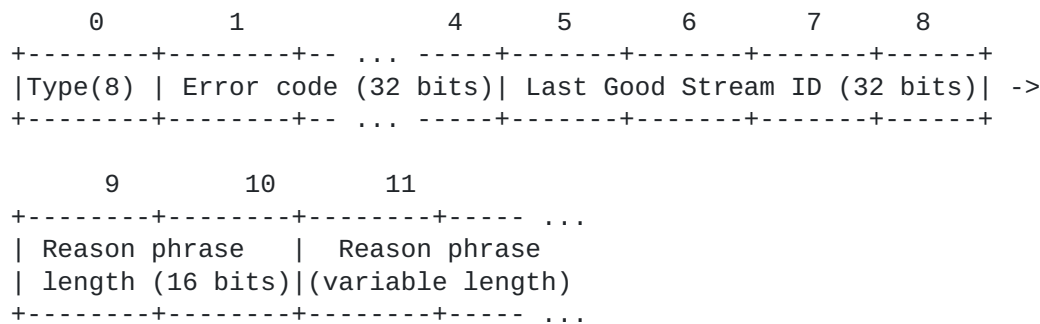 0        1             4      5       6       7      8
+--------+--------+-- ... -----+-------+-------+-------+------+
|Type(8) | Error code (32 bits)| Last Good Stream ID (32 bits)| ->
+--------+--------+-- ... -----+-------+-------+-------+------+
      9        10       11
+--------+--------+--------+----- ...
| Reason phrase   |  Reason phrase
| length (16 bits)|(variable length)
+--------+--------+--------+----- ...